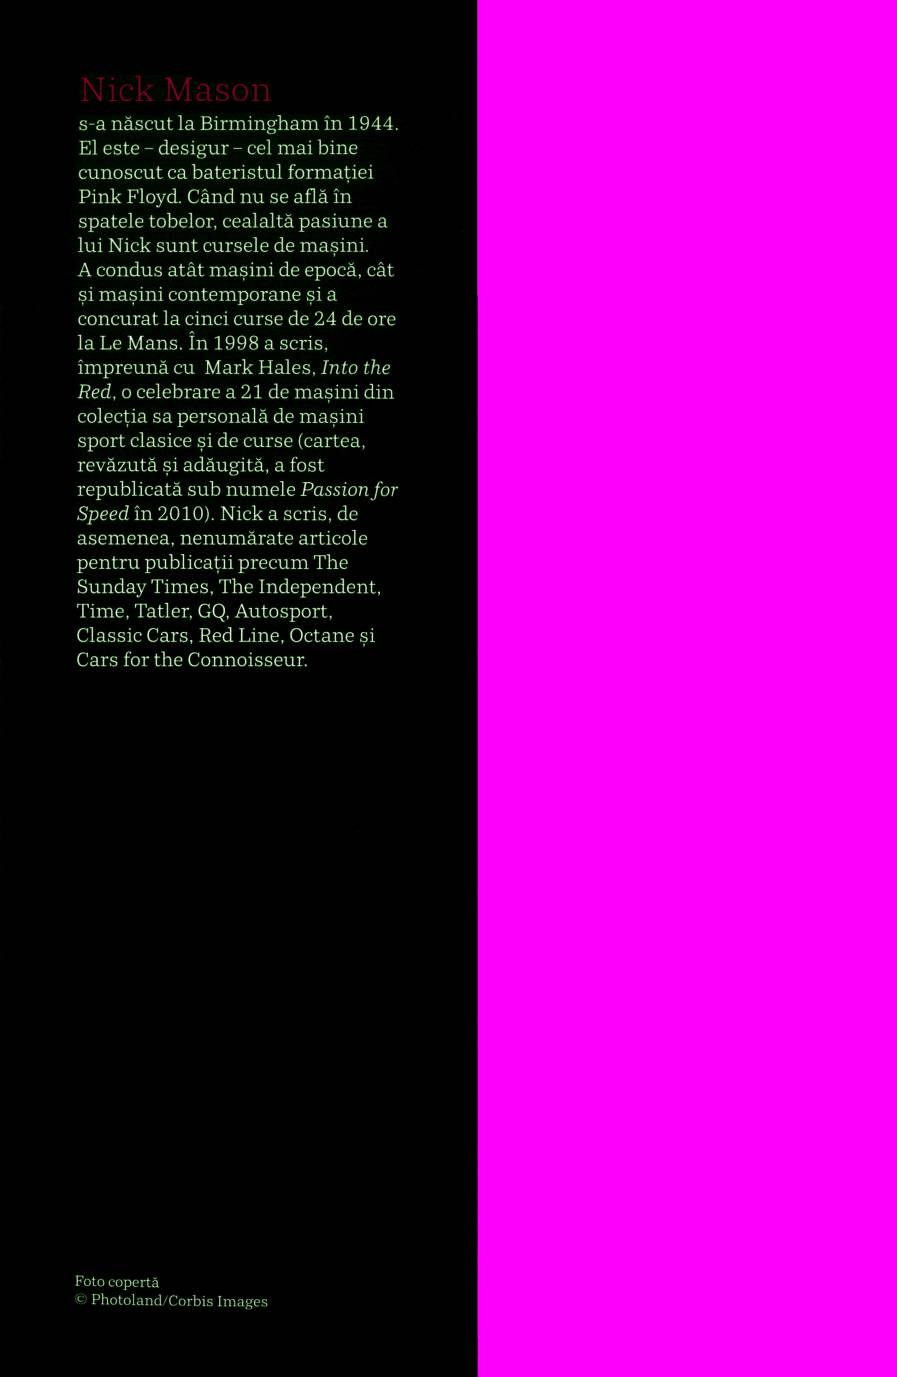 Nick Mason
s-a născut la Birmingham în 1944.
El este – desigur – cel mai bine
cunoscut ca bateristul formației
Pink Floyd. Când nu se află în
spatele tobelor, cealaltă pasiune a
lui Nick sunt cursele de mașini.
A condus atât mașini de epocă, cât
și mașini contemporane și a
concurat la cinci curse de 24 de ore
la Le Mans. În 1998 a scris,
împreună cu Mark Hales, Into the
Red, o celebrare a 21 de mașini din
colecția sa personală de mașini
sport clasice și de curse (cartea,
revăzută și adăugită, a fost
republicată sub numele Passion for
Speed în 2010). Nick a scris, de
asemenea, nenumărate articole
pentru publicații precum The
Sunday Times, The Independent,
Time, Tatler, GQ, Autosport,
Classic Cars, Red Line, Octane și
Cars for the Connoisseur.
Foto copertă
© Photoland/Corbis Images